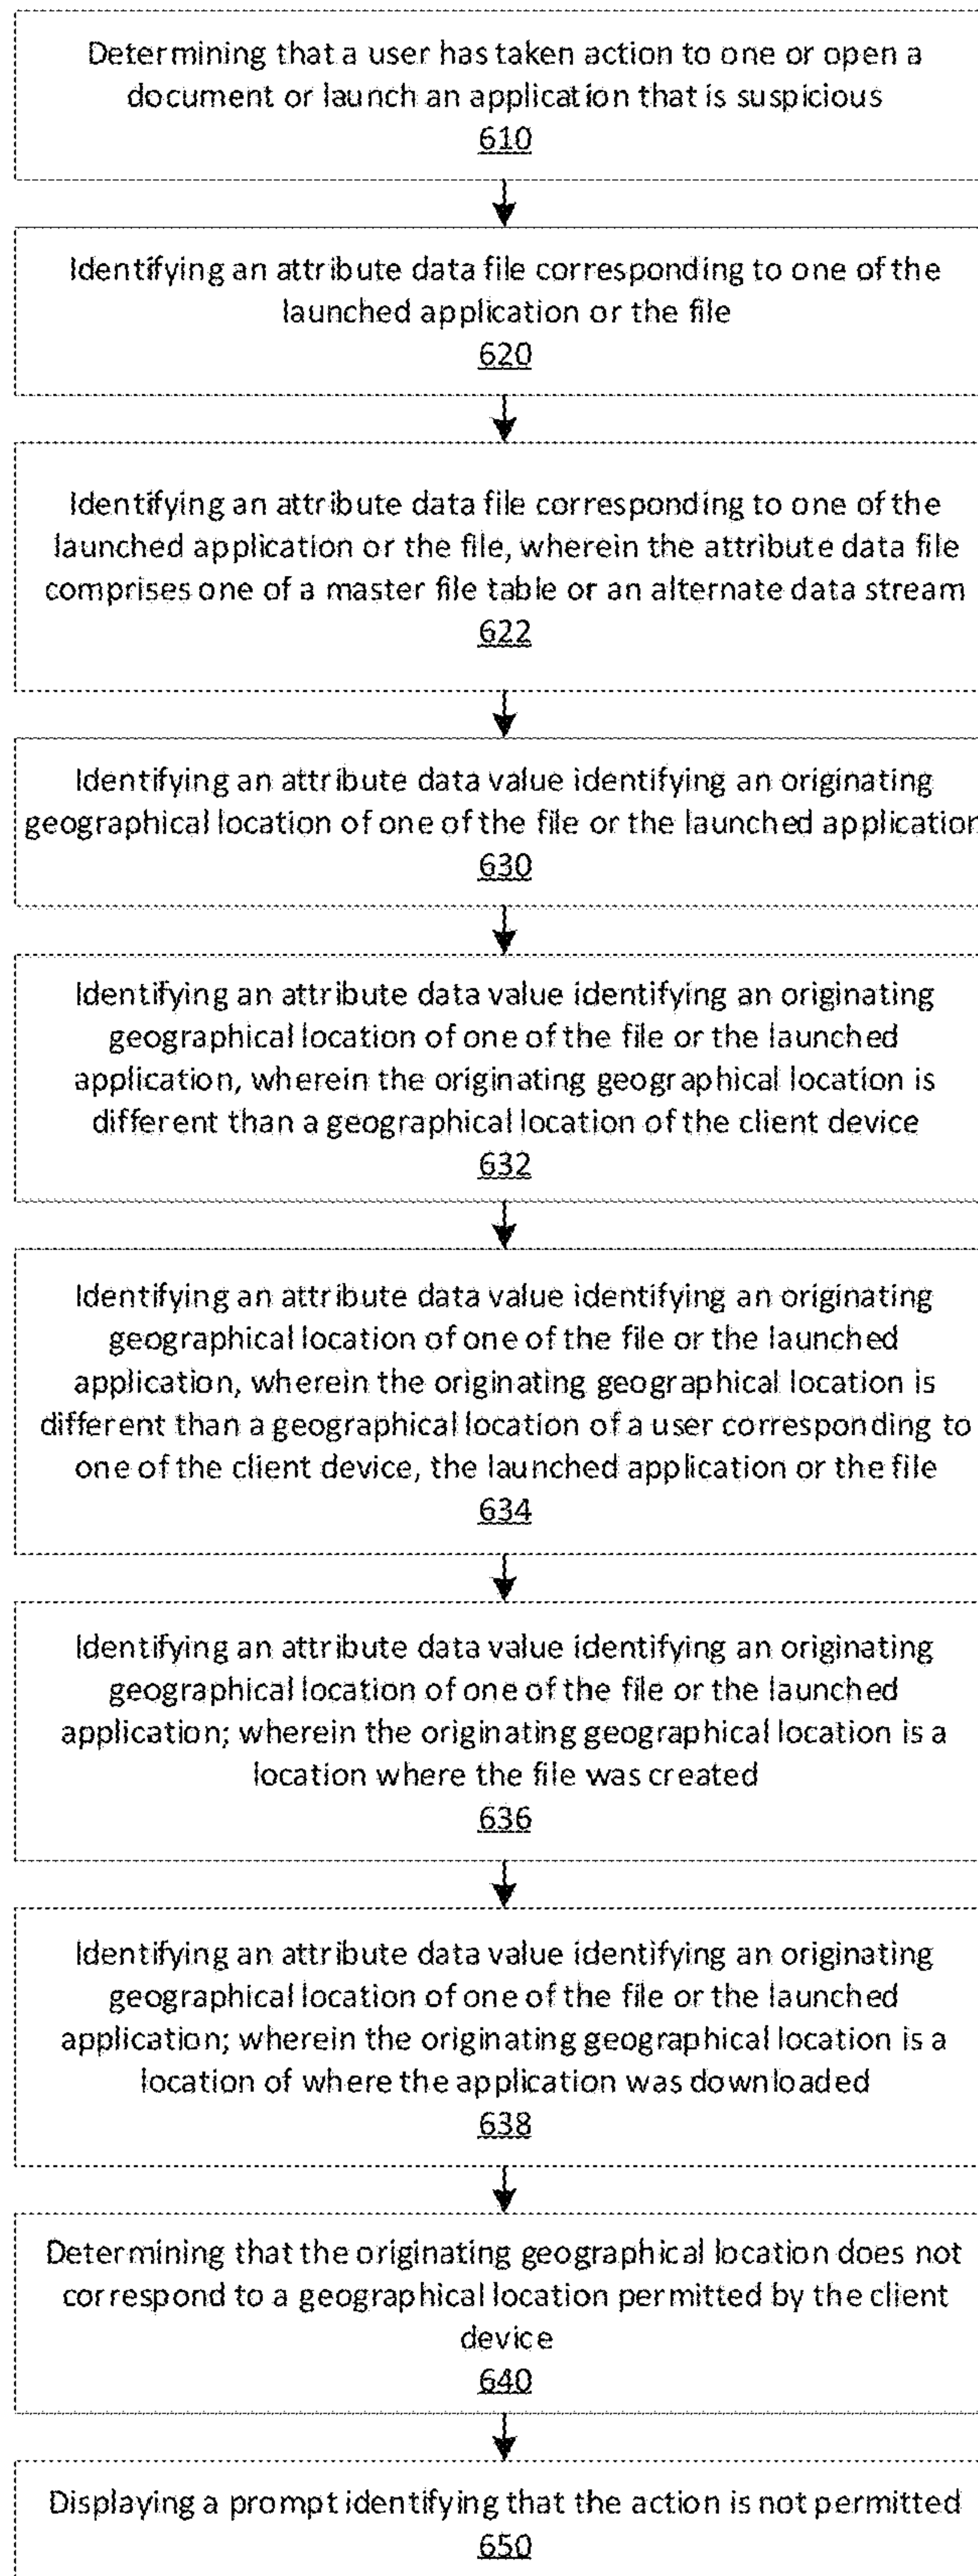 Determining that a user has taken action to one or open a
document or launch an application that is suspicious
610
Identifying an attribute data file corresponding to one of the
launched application or the file
620
Identifying an attribute data file corresponding to one of the
launched application or the file, wherein the attribute data file
comprises one of a master file table or an alternate data stream
622
Identifying an attribute data value identifying an originating
geographical location of one of the file or the launched application
630
Identifying an attribute data value identifying an originating
geographical location of one of the file or the launched
application, wherein the originating geographical location is
different than a geographical location of the client device
632
Identifying an attribute data value identifying an originating
geographical location of one of the file or the launched
application, wherein the originating geographical location is
different than a geographical location of a user corresponding to
one of the client device, the launched application or the file
634
Identifying an attribute data value identifying an originating
geographical location of one of the file or the launched
application; wherein the originating geographical location is a
location where the file was created
636
Identifying an attribute data value identifying an originating
geographical location of one of the file or the launched
application; wherein the originating geographical location is a
location of where the application was downloaded
638
Determining that the originating geographical location does not
correspond to a geographical location permitted by the client
device
640
Displaying a prompt identifying that the action is not permitted
650